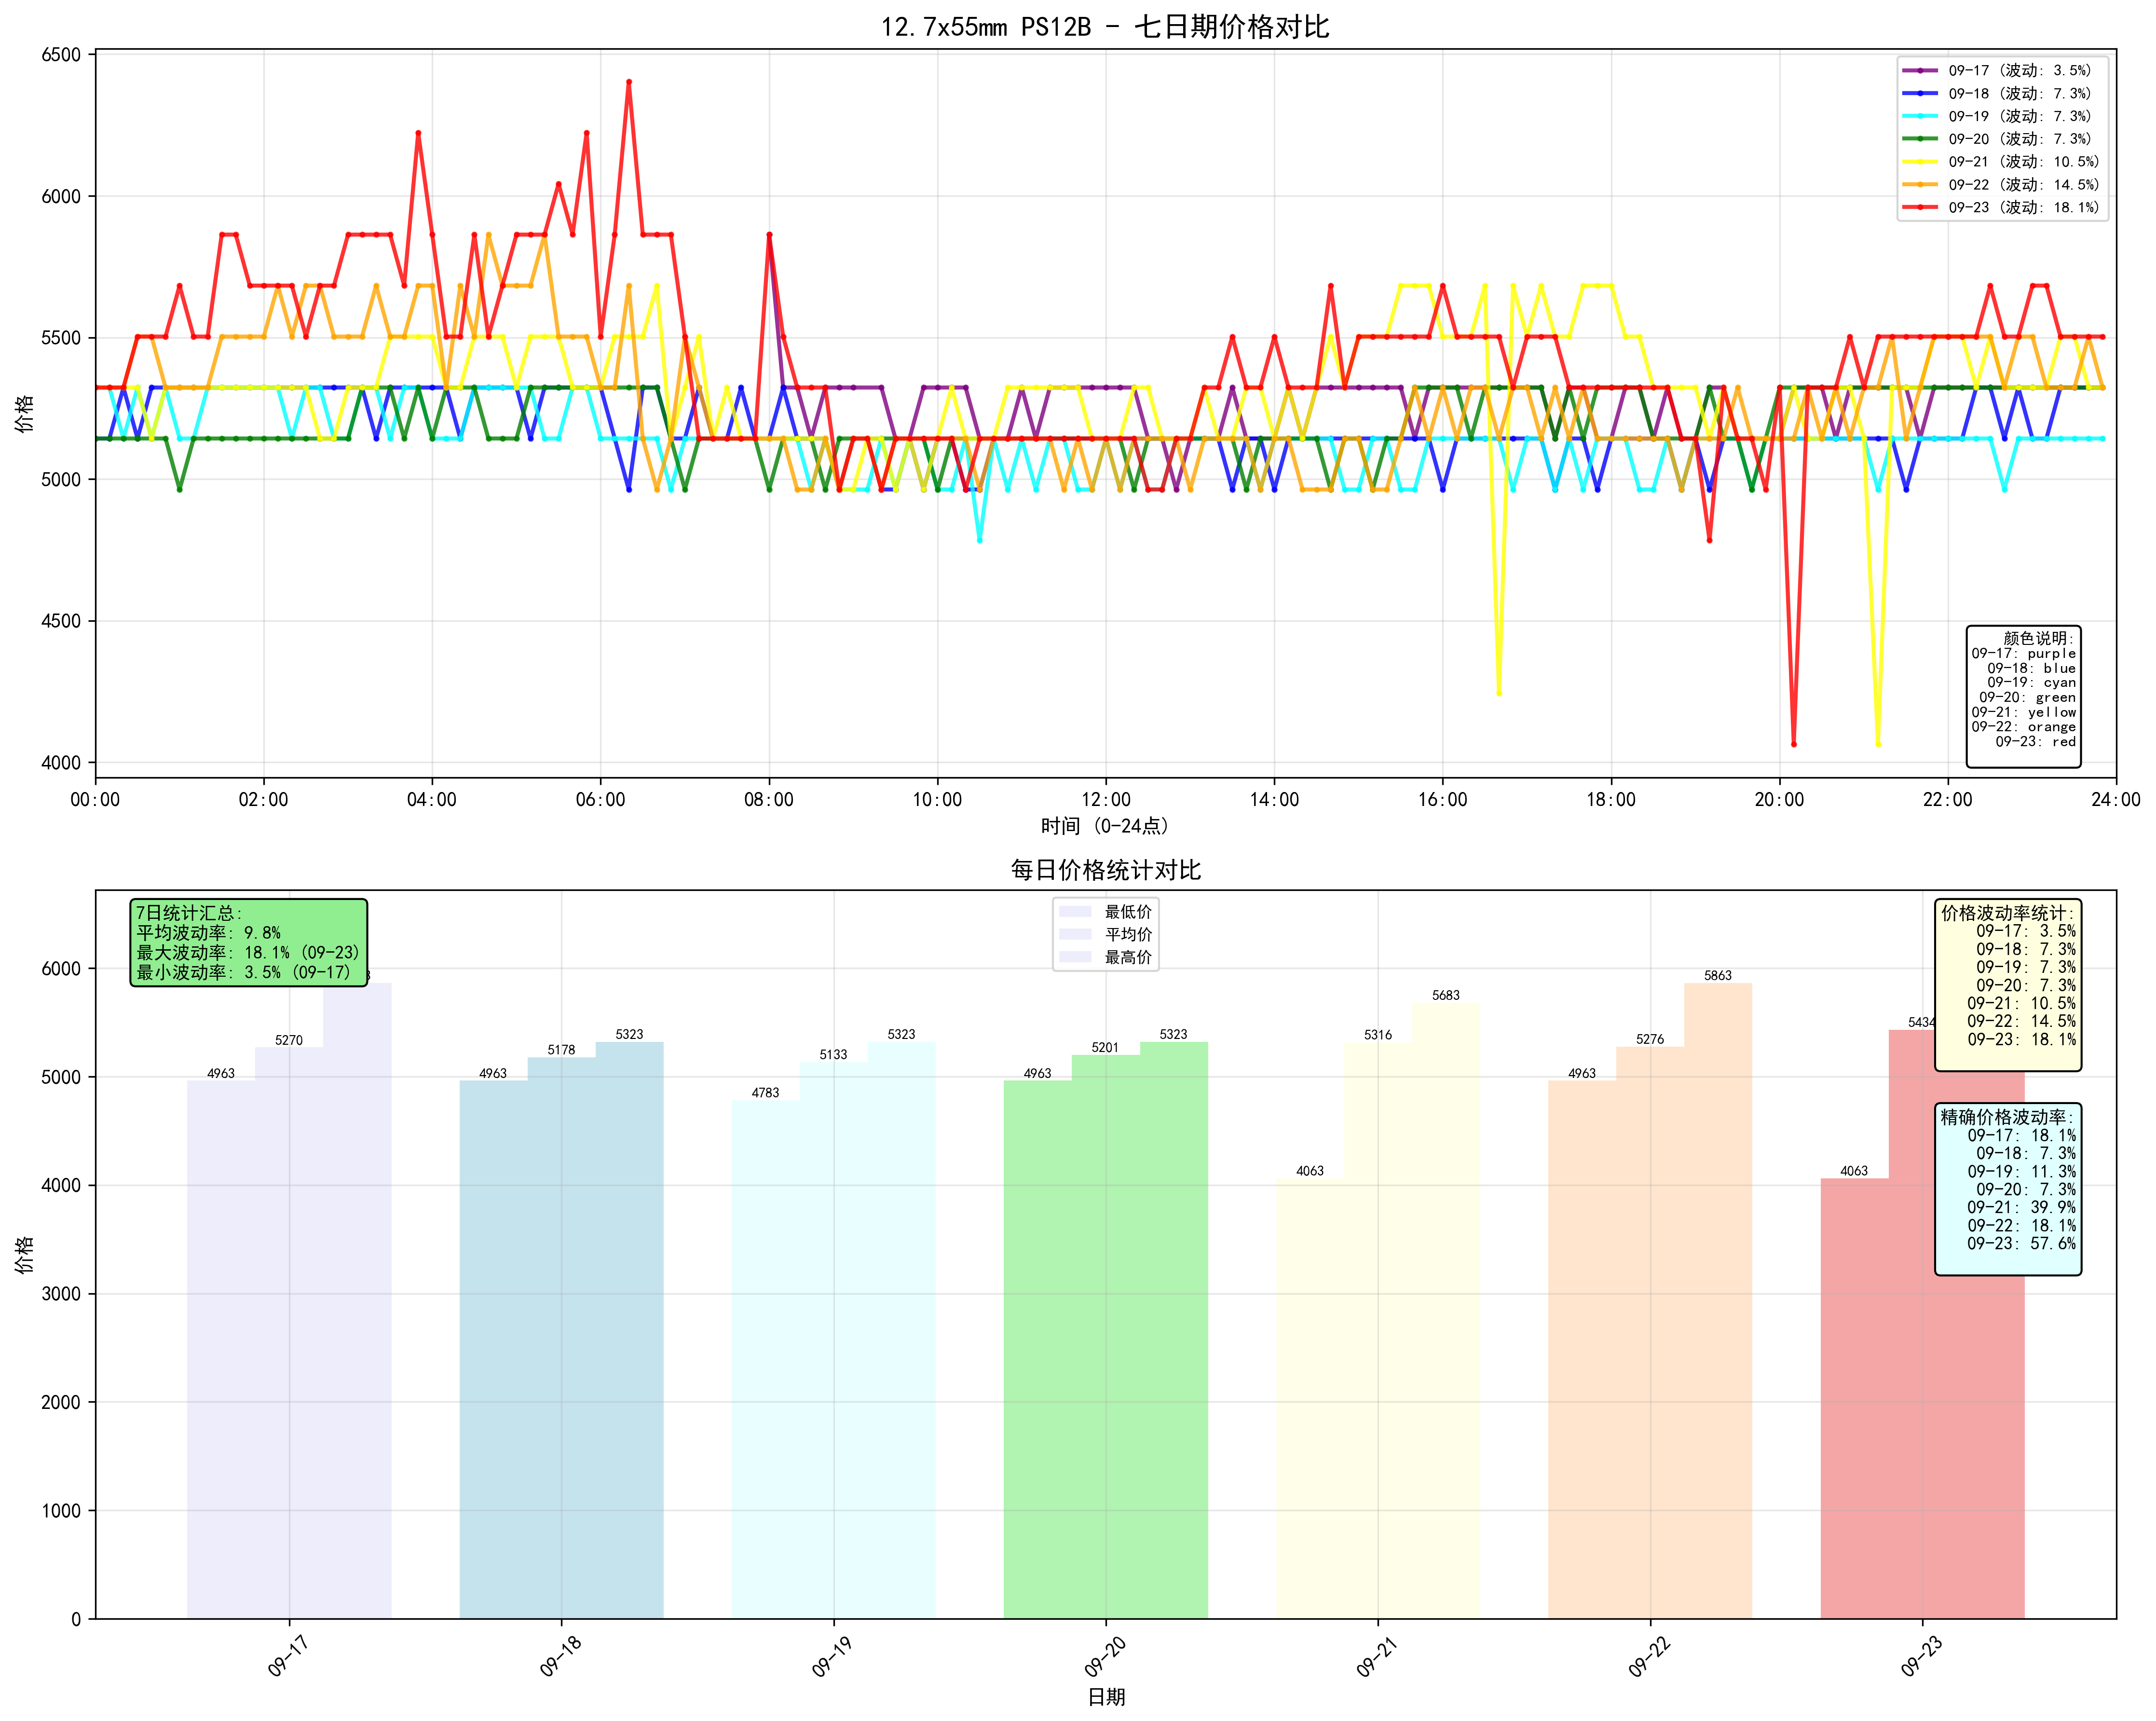 12.7x55mm PS12B - 七日期价格对比
价格
6500
6000
5500
5000
4500
4000
09-17 (波动: 3.5%)
09-18 (波动: 7.3%)
09-19 (波动: 7.3%)
09-20 (波动: 7.3%)
09-21 (波动: 10.5%)
09-22 (波动: 14.5%)
09-23 (波动: 18.1%)
颜色说明:
09-17: purple
09-18: blue
09-19: cyan
09-20: green
09-21: yellow
09-22: orange
09-23: red
00:00 02:00 04:00 06:00 08:00 10:00 12:00 14:00 16:00 18:00 20:00 22:00 24:00
时间 (0-24点)
每日价格统计对比
价格
6000
5000
4000
3000
2000
1000
0
7日统计汇总:
平均波动率: 9.8%
最大波动率: 18.1% (09-23)
最小波动率: 3.5% (09-17)
最低价
平均价
最高价
价格波动率统计:
09-17: 3.5%
09-18: 7.3%
09-19: 7.3%
09-20: 7.3%
09-21: 10.5%
09-22: 14.5%
09-23: 18.1%
精确价格波动率:
09-17: 18.1%
09-18: 7.3%
09-19: 11.3%
09-20: 7.3%
09-21: 39.9%
09-22: 18.1%
09-23: 57.6%
4963 5270
4963 5178 5323
4783 5133 5323
4963 5201 5323
4063 5316 5683
4963 5276 5863
4063 5434
09-17 09-18 09-19 09-20 09-21 09-22 09-23
日期